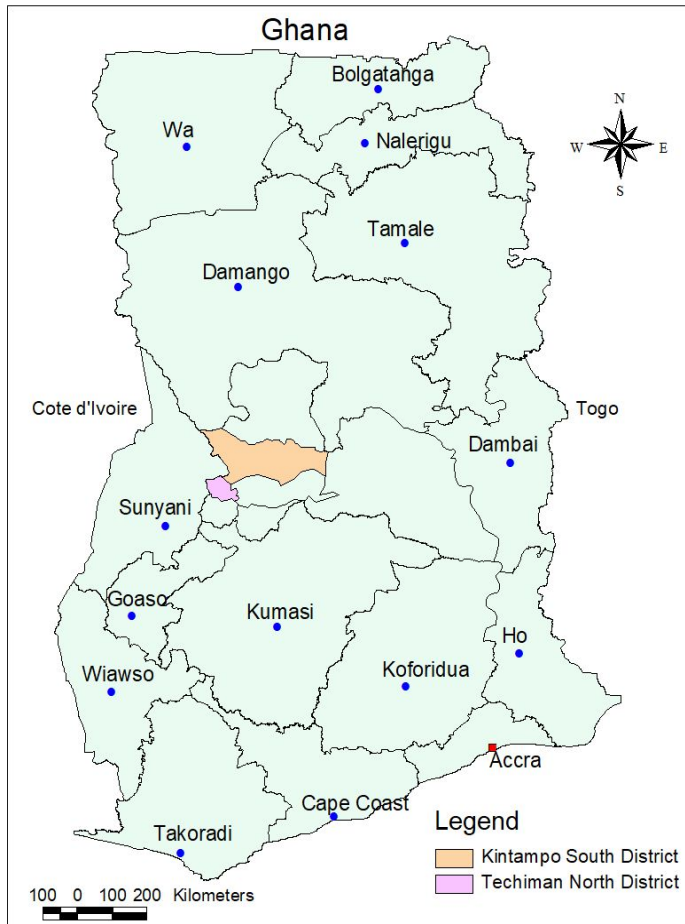 Ghana
Bolgatanga
N
Wa
Nalerigu
W E
S
Tamale
Damango
Cote d'Ivoire
Togo
Dambai
Sunyani
Goaso
Kumasi
Ho
Wiawso
Koforidua
Accra
Cape Coast
Legend
Takoradi
Kintampo South District
Techiman North District
100 0 100 200 Kilometers